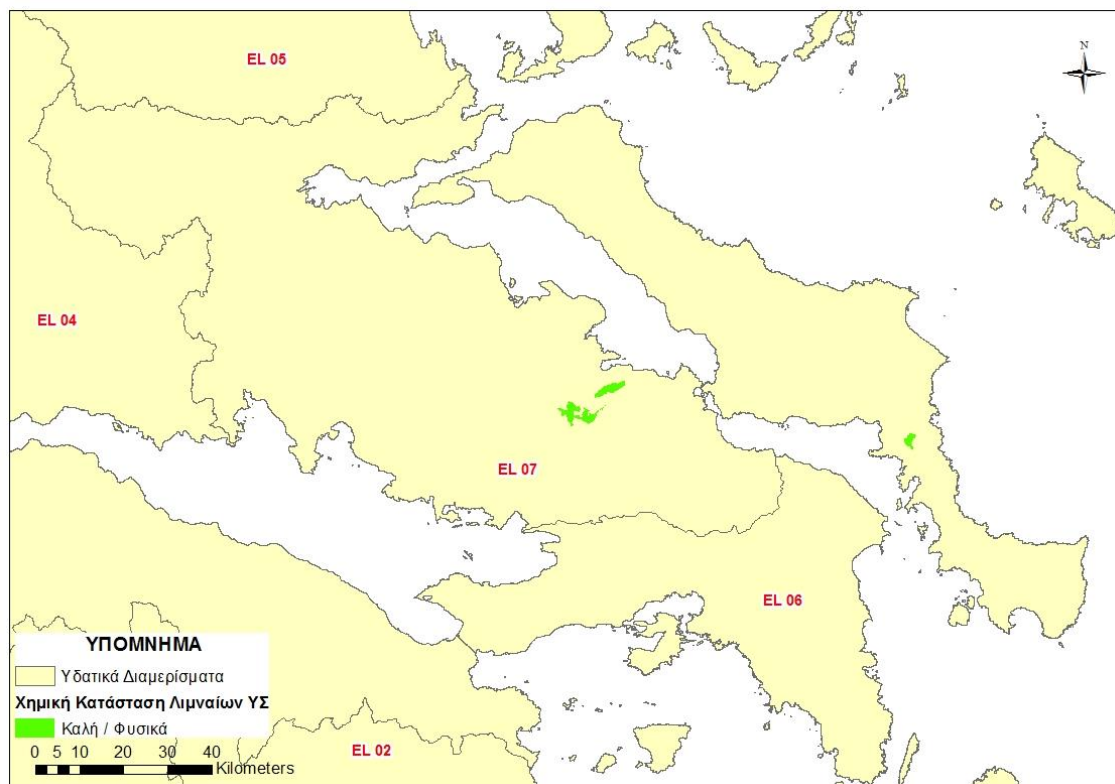 EL 05
N
EL 04
EL 07
EL 06
ΥΠΟΜΝΗΜΑ
Υδατικά Διαμερίσματα
Χημική Κατάσταση Λιμναίων ΥΣ
Καλή / Φυσικά
EL 02
0 5 10 20 30 40
Kilometers